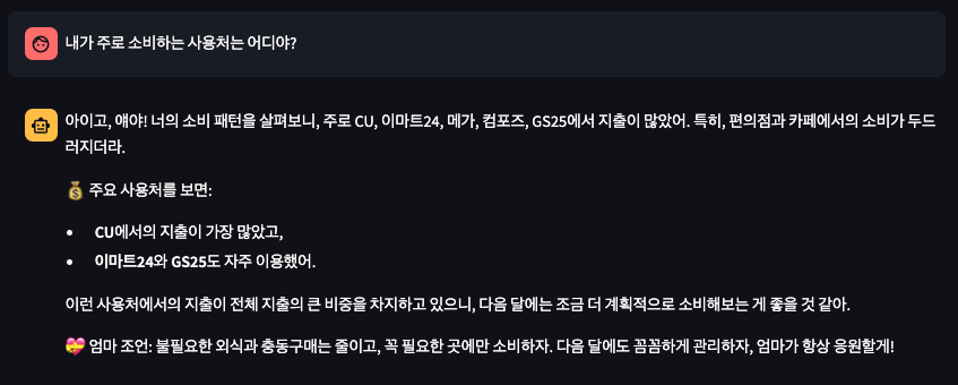 내가 주로 소비하는 사용처는 어디야?
아이고, 얘야! 너의 소비 패턴을 살펴보니, 주로 CU, 이마트24, 메가, 컴포즈, GS25에서 지출이 많았어. 특히, 편의점과 카페에서의 소비가 두드
러지더라.
💰 주요 사용처를 보면:
• CU에서의 지출이 가장 많았고,
• 이마트24와 GS25도 자주 이용했어.
이런 사용처에서의 지출이 전체 지출의 큰 비중을 차지하고 있으니, 다음 달에는 조금 더 계획적으로 소비해보는 게 좋을 것 같아.
💝 엄마 조언: 불필요한 외식과 충동구매는 줄이고, 꼭 필요한 곳에만 소비하자. 다음 달에도 꼼꼼하게 관리하자, 엄마가 항상 응원할게!